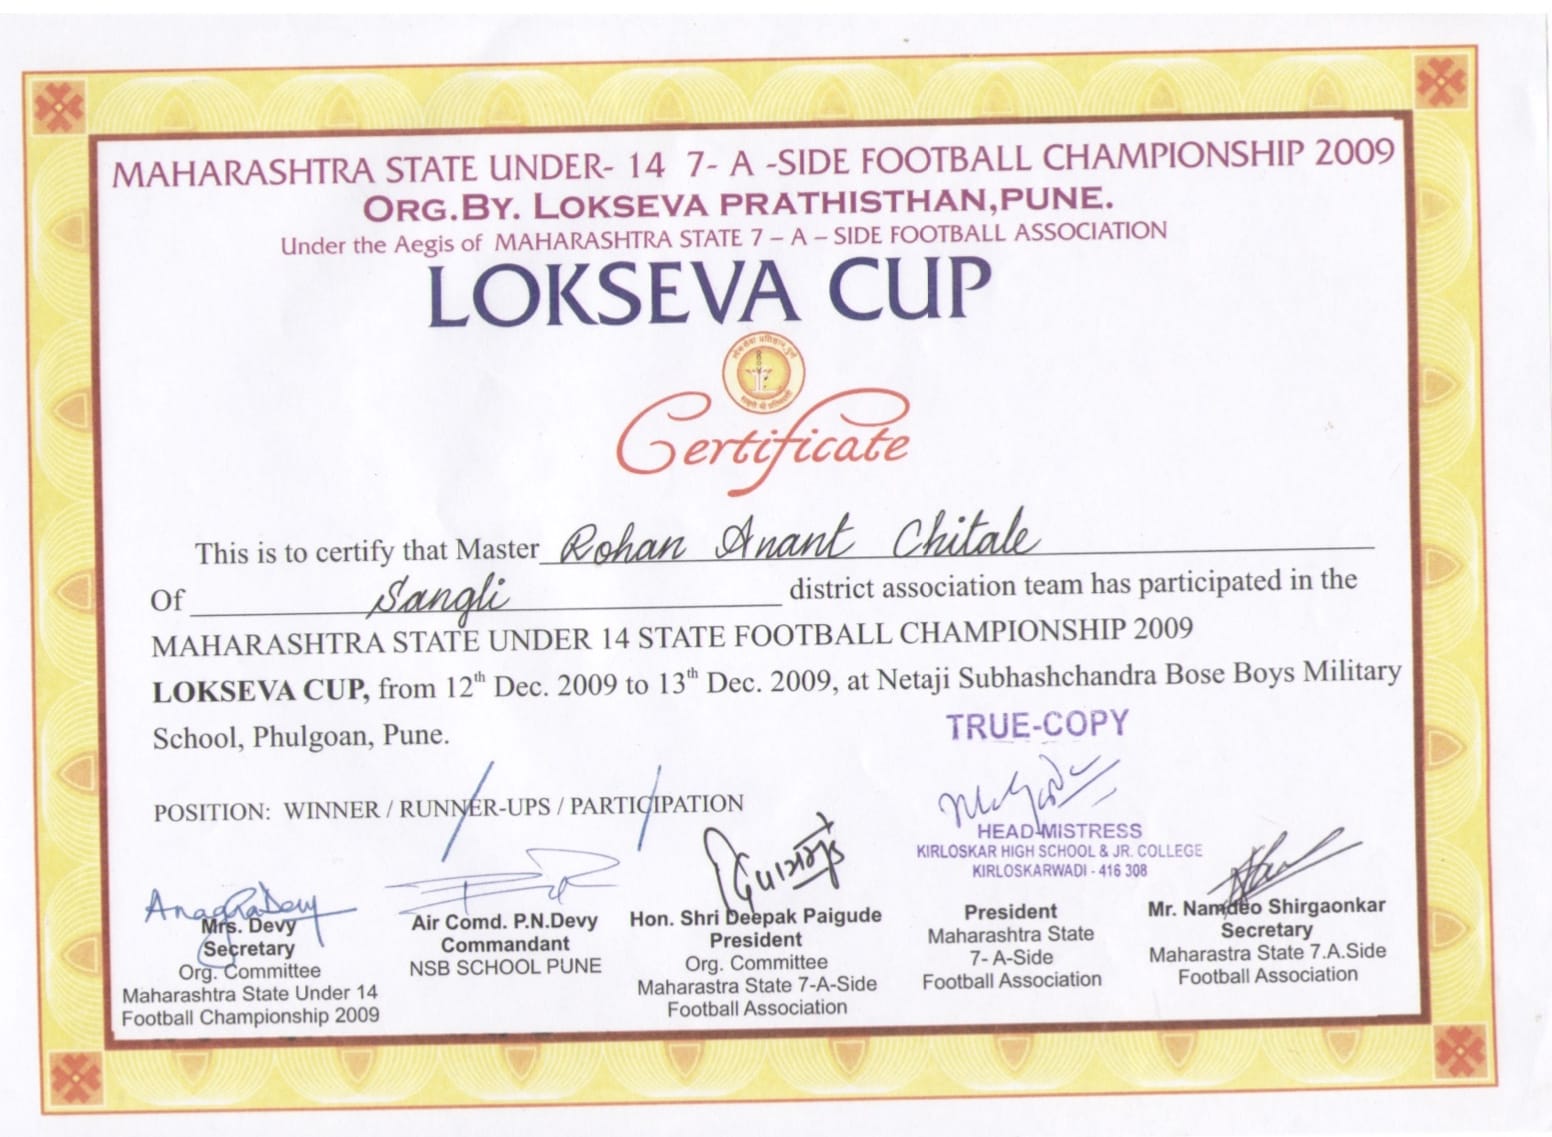 MAHARASHTRA STATE UNDER- 14 7- A -SIDE FOOTBALL CHAMPIONSHIP 2009
ORG.BY. LOKSEVA PRATHISTHAN,PUNE.
Under the Aegis of MAHARASHTRA STATE 7 – A – SIDE FOOTBALL ASSOCIATION
LOKSEVA CUP
Certificate
This is to certify that Master Rohan Anant Chitale
Of Sangli district association team has participated in the
MAHARASHTRA STATE UNDER 14 STATE FOOTBALL CHAMPIONSHIP 2009
LOKSEVA CUP, from 12th Dec. 2009 to 13th Dec. 2009, at Netaji Subhashchandra Bose Boys Military
School, Phulgoan, Pune.
TRUE-COPY
POSITION: WINNER / RUNNER-UPS / PARTICIPATION
HEAD-MISTRESS
KIRLOSKAR HIGH SCHOOL & JR. COLLEGE
KIRLOSKARWADI - 416 308
Mrs. Devy
Secretary
Org. Committee
Maharashtra State Under 14
Football Championship 2009
Air Comd. P.N.Devy
Commandant
NSB SCHOOL PUNE
Hon. Shri Deepak Paigude
President
Org. Committee
Maharastra State 7-A-Side
Football Association
President
Maharashtra State
7- A-Side
Football Association
Mr. Namdeo Shirgaonkar
Secretary
Maharastra State 7.A.Side
Football Association